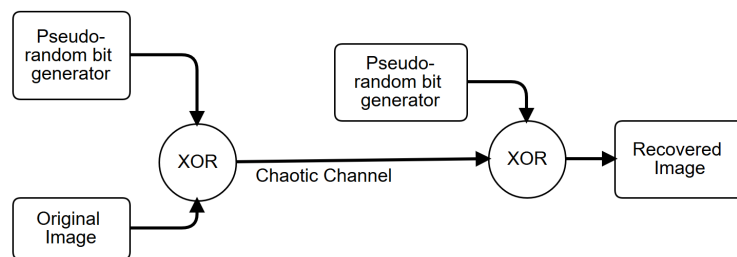 Pseudo-
random bit
generator
Pseudo-
random bit
generator
XOR
XOR
Recovered
Image
Chaotic Channel
Original
Image